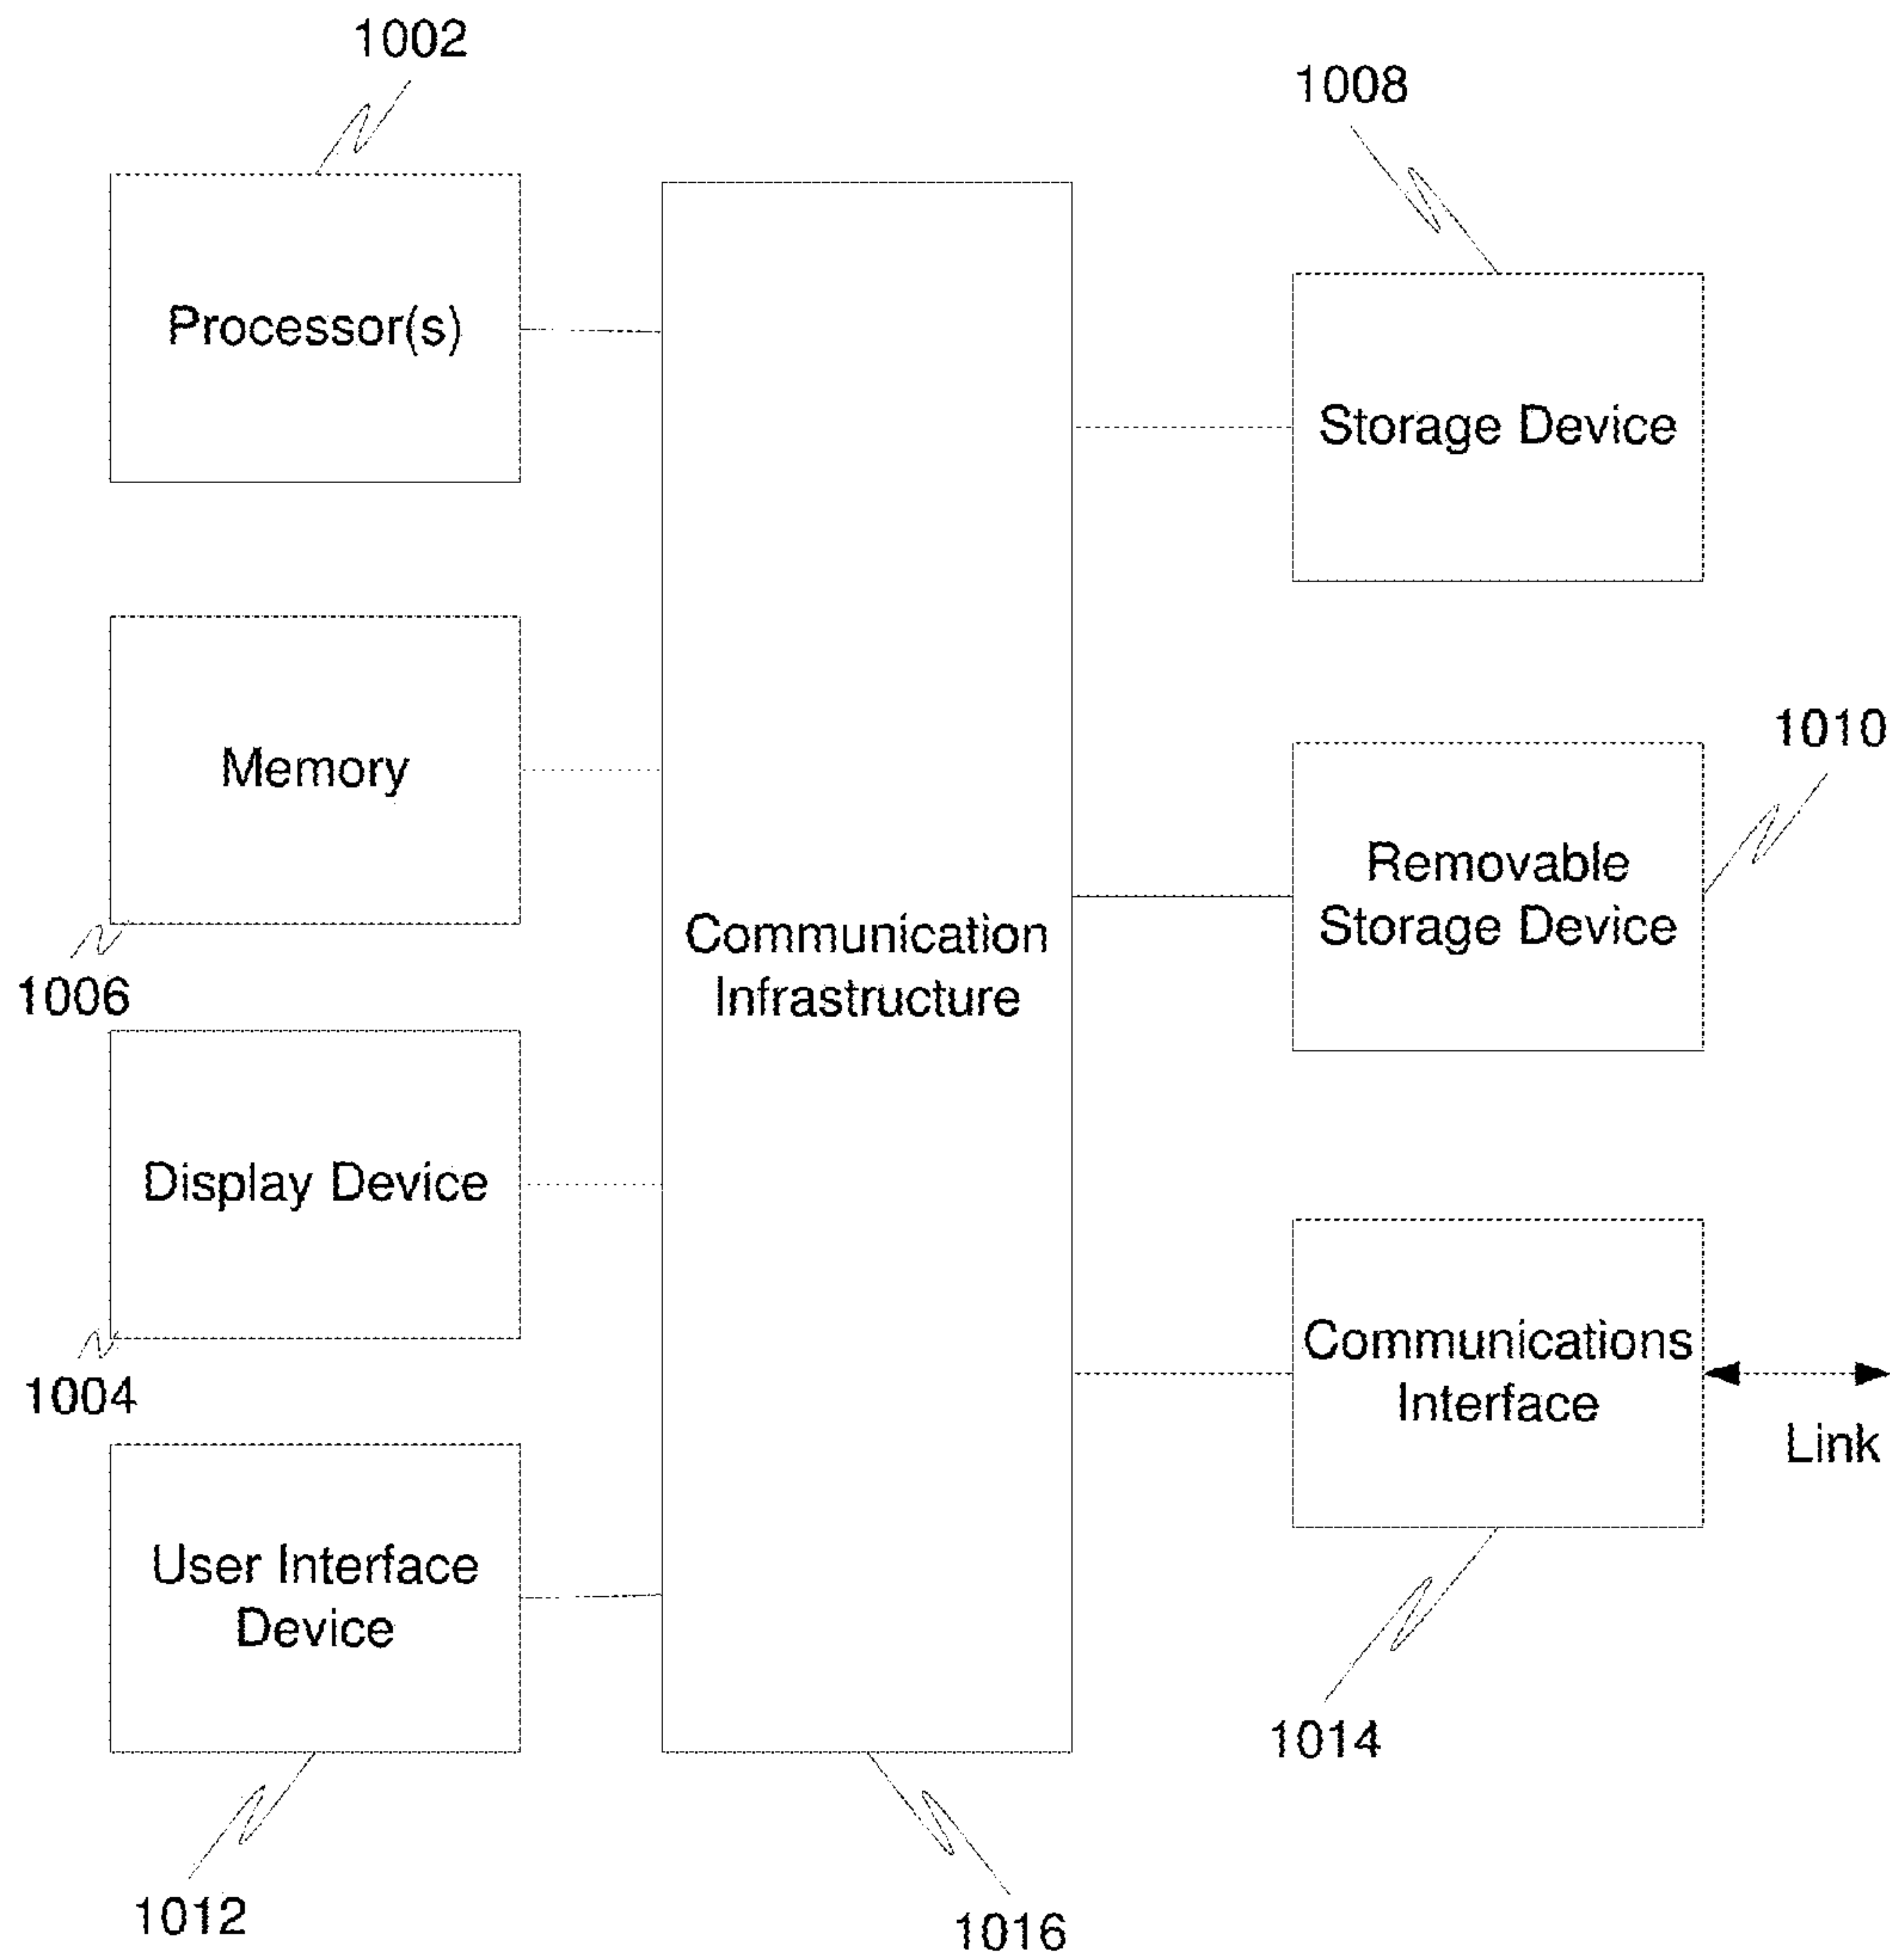 1002
1008
Processor(s)
Storage Device
1010
Memory
Removable
Storage Device
1006
Communication
Infrastructure
Display Device
1004
Communications
Interface
Link
User Interface
Device
1014
1012
1016